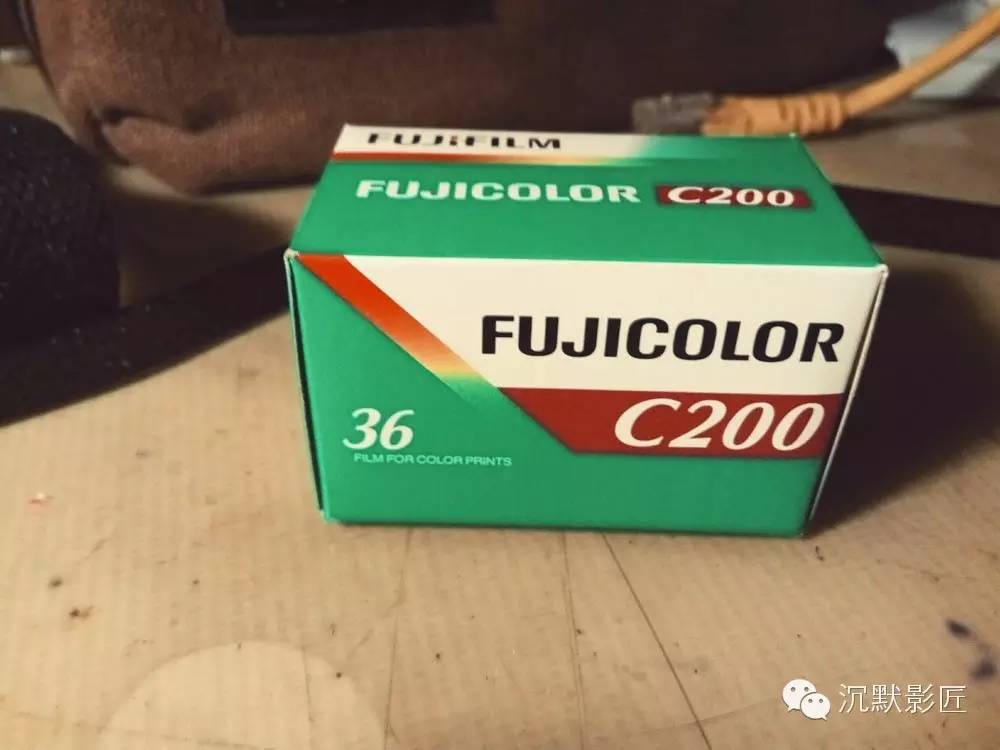 FUJIFILM
FUJICOLOR C200
FUJICOLOR
C200
36
FILM FOR COLOR PRINTS
沉默影匠